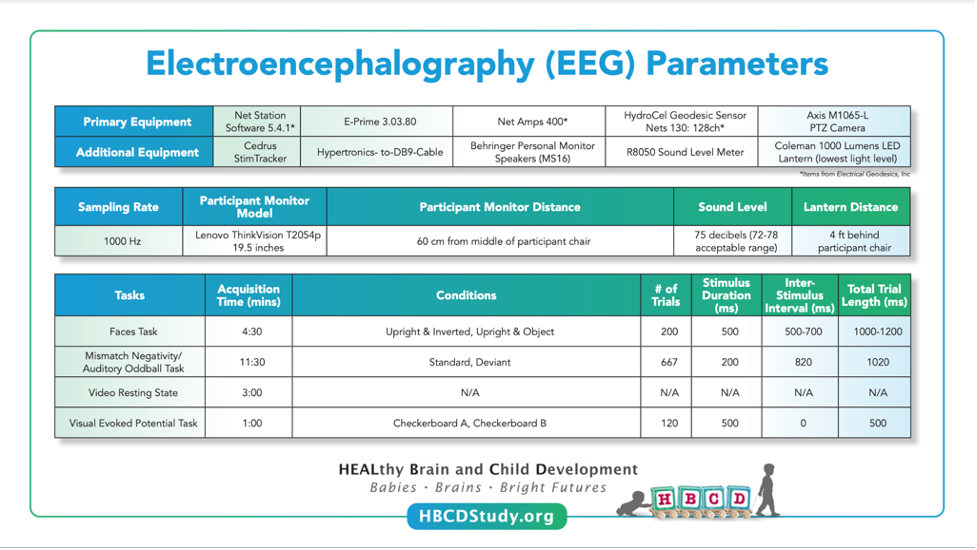 Electroencephalography (EEG) Parameters
Primary Equipment
Net Station
Software 5.4.1*
E-Prime 3.03.80
Net Amps 400*
HydroCel Geodesic Sensor
Nets 130: 128ch*
Axis M1065-L
PTZ Camera
Additional Equipment
Cedrus
StimTracker
Hypertronics- to-DB9-Cable
Behringer Personal Monitor
Speakers (MS16)
R8050 Sound Level Meter
Coleman 1000 Lumens LED
Lantern (lowest light level)
*Items from Electrical Geodesics, Inc
Sampling Rate
Participant Monitor
Model
Participant Monitor Distance
Sound Level
Lantern Distance
1000 Hz
Lenovo ThinkVision T2054p
19.5 inches
60 cm from middle of participant chair
75 decibels (72-78
acceptable range)
4 ft behind
participant chair
Tasks
Acquisition
Time (mins)
Conditions
# of
Trials
Stimulus
Duration
(ms)
Inter-
Stimulus
Interval (ms)
Total Trial
Length (ms)
Faces Task
4:30
Upright & Inverted, Upright & Object
200
500
500-700
1000-1200
Mismatch Negativity/
Auditory Oddball Task
11:30
Standard, Deviant
667
200
820
1020
Video Resting State
3:00
N/A
N/A
N/A
N/A
N/A
Visual Evoked Potential Task
1:00
Checkerboard A, Checkerboard B
120
500
0
500
HEALthy Brain and Child Development
Babies · Brains · Bright Futures
HBCD
HBCDStudy.org